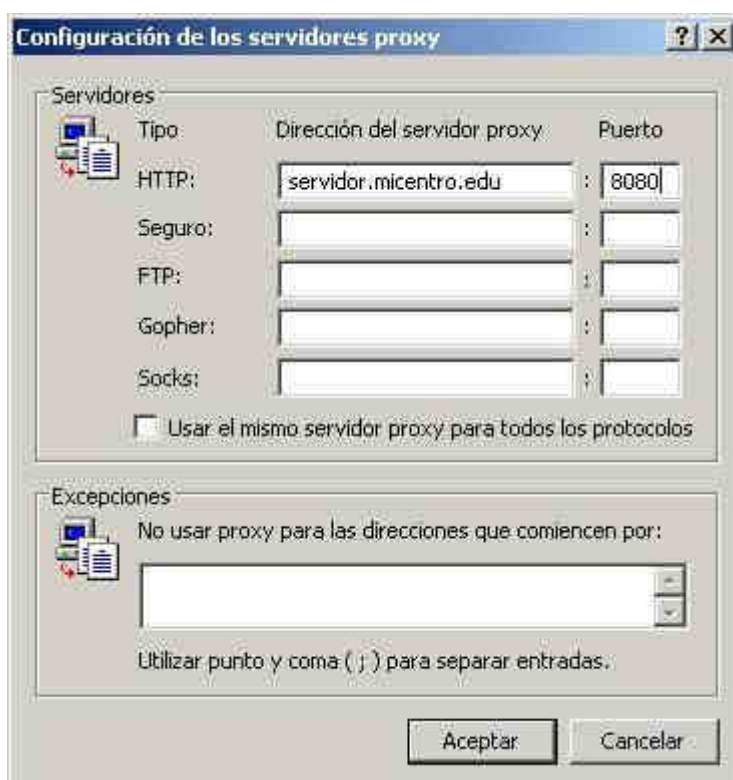 Configuración de los servidores proxy
Servidores
Tipo Dirección del servidor proxy Puerto
HTTP: servidor.micentro.edu : 8080
Seguro: :
FTP: :
Gopher: :
Socks: :
Usar el mismo servidor proxy para todos los protocolos
Excepciones
No usar proxy para las direcciones que comiencen por:
Utilizar punto y coma ( ; ) para separar entradas.
Aceptar Cancelar